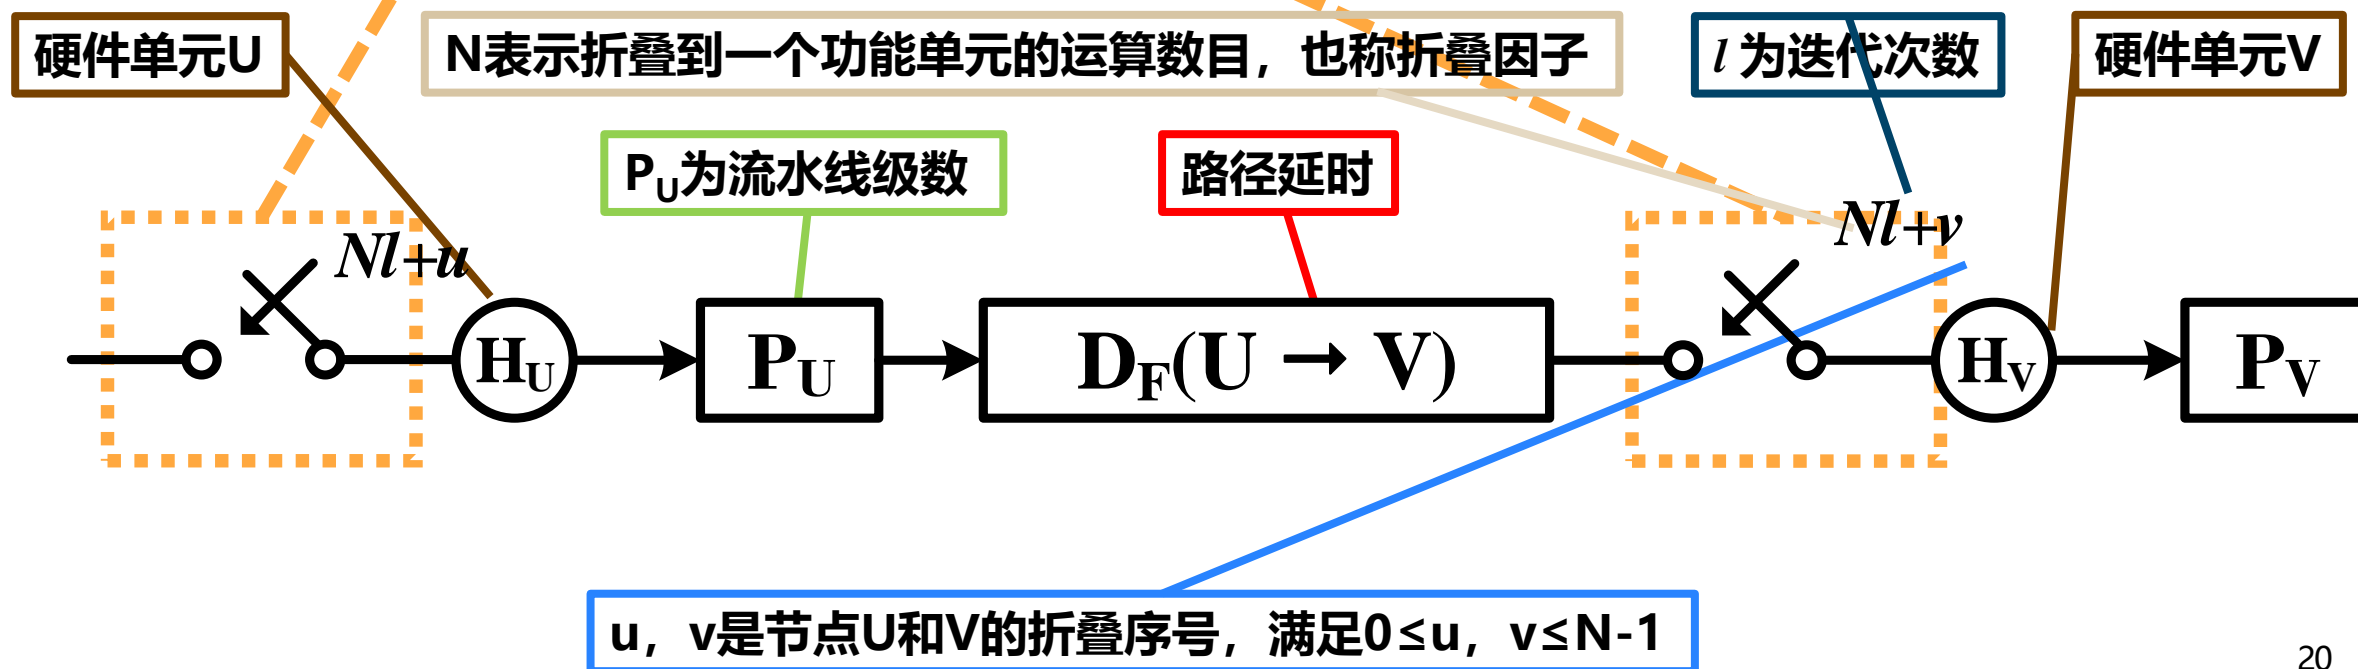 硬件单元U
N表示折叠到一个功能单元的运算数目，也称折叠因子
l 为迭代次数
硬件单元V
PU为流水线级数
路径延时
Nl+u
Nl+v
HU
PU
DF(U → V)
HV
PV
u，v是节点U和V的折叠序号，满足0≤u，v≤N-1
20